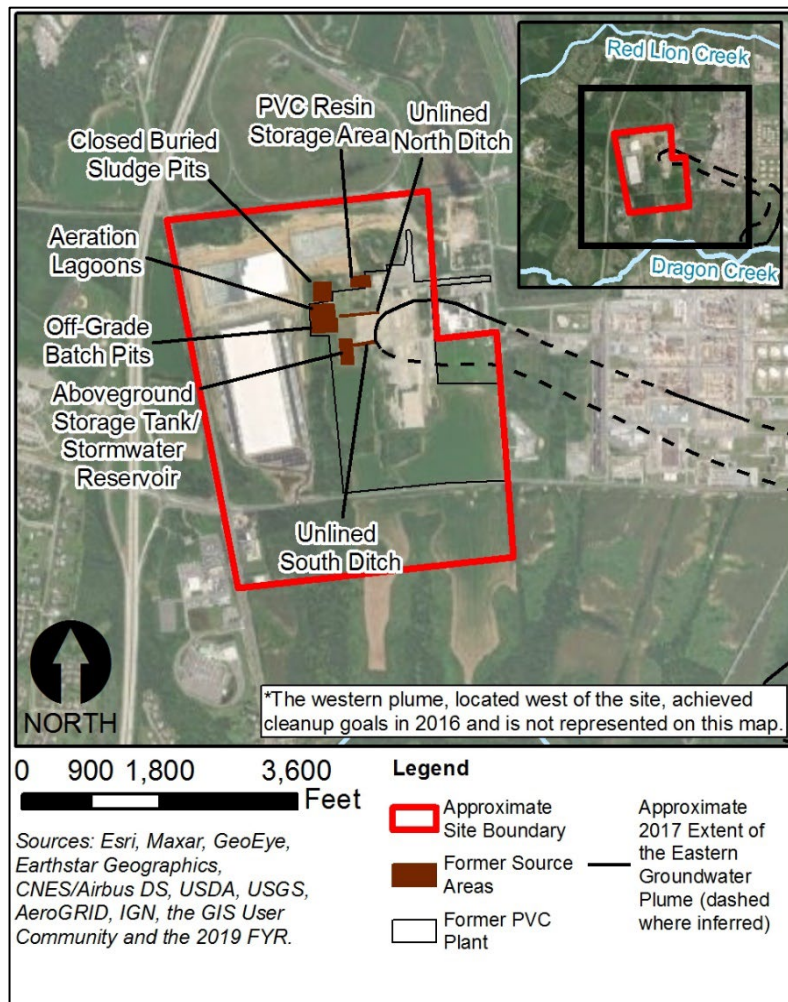 Red Lion Creek
Dragon Creek
PVC Resin
Storage Area
Unlined
North Ditch
Closed Buried
Sludge Pits
Aeration
Lagoons
Off-Grade
Batch Pits
Aboveground
Storage Tank/
Stormwater
Reservoir
Unlined
South Ditch
NORTH
*The western plume, located west of the site, achieved
cleanup goals in 2016 and is not represented on this map.
0 900 1,800 3,600
Feet
Sources: Esri, Maxar, GeoEye,
Earthstar Geographics,
CNES/Airbus DS, USDA, USGS,
AeroGRID, IGN, the GIS User
Community and the 2019 FYR.
Legend
Approximate
Site Boundary
Former Source
Areas
Former PVC
Plant
Approximate
2017 Extent of
the Eastern
Groundwater
Plume (dashed
where inferred)